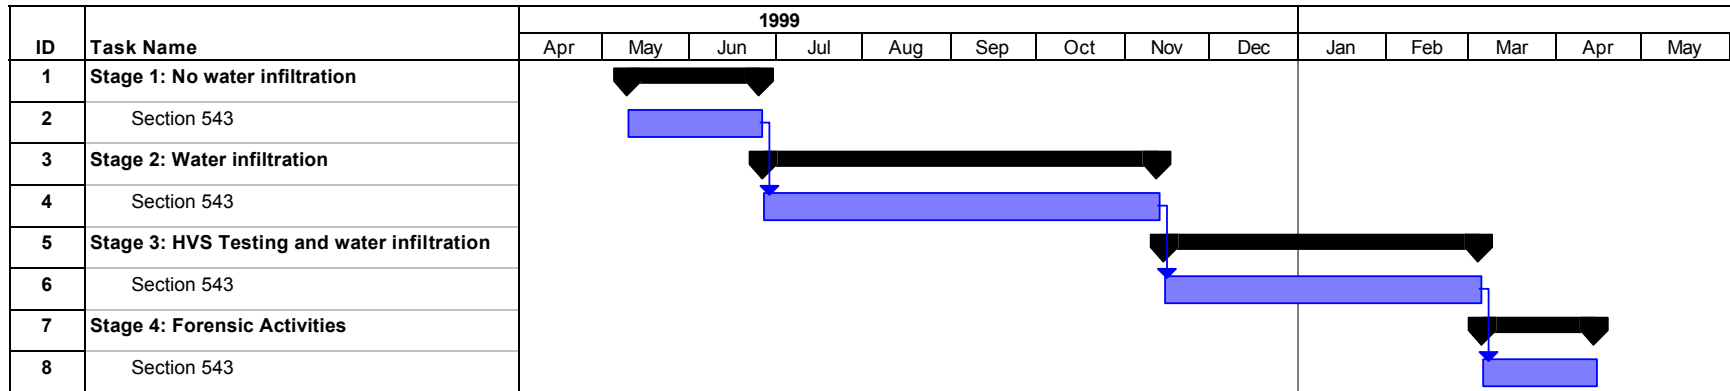 1999
ID Task Name Apr May Jun Jul Aug Sep Oct Nov Dec Jan Feb Mar Apr May
1 Stage 1: No water infiltration
2 Section 543
3 Stage 2: Water infiltration
4 Section 543
5 Stage 3: HVS Testing and water infiltration
6 Section 543
7 Stage 4: Forensic Activities
8 Section 543